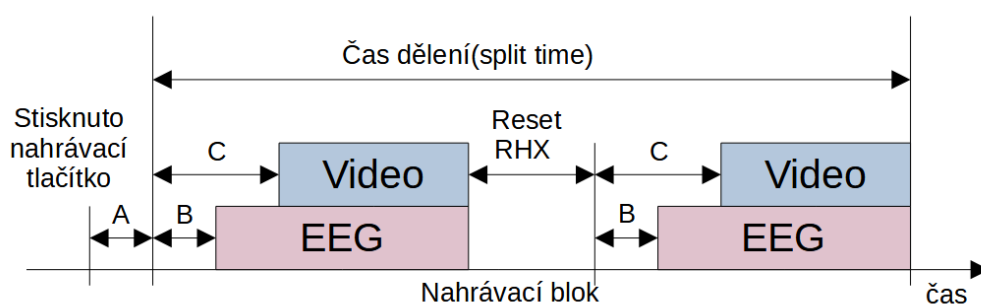 Čas dělení(split time)
Stisknuto
nahrávací
tlačítko
Reset
RHX
C
C
Video
Video
A
B
B
EEG
EEG
Nahrávací blok
čas